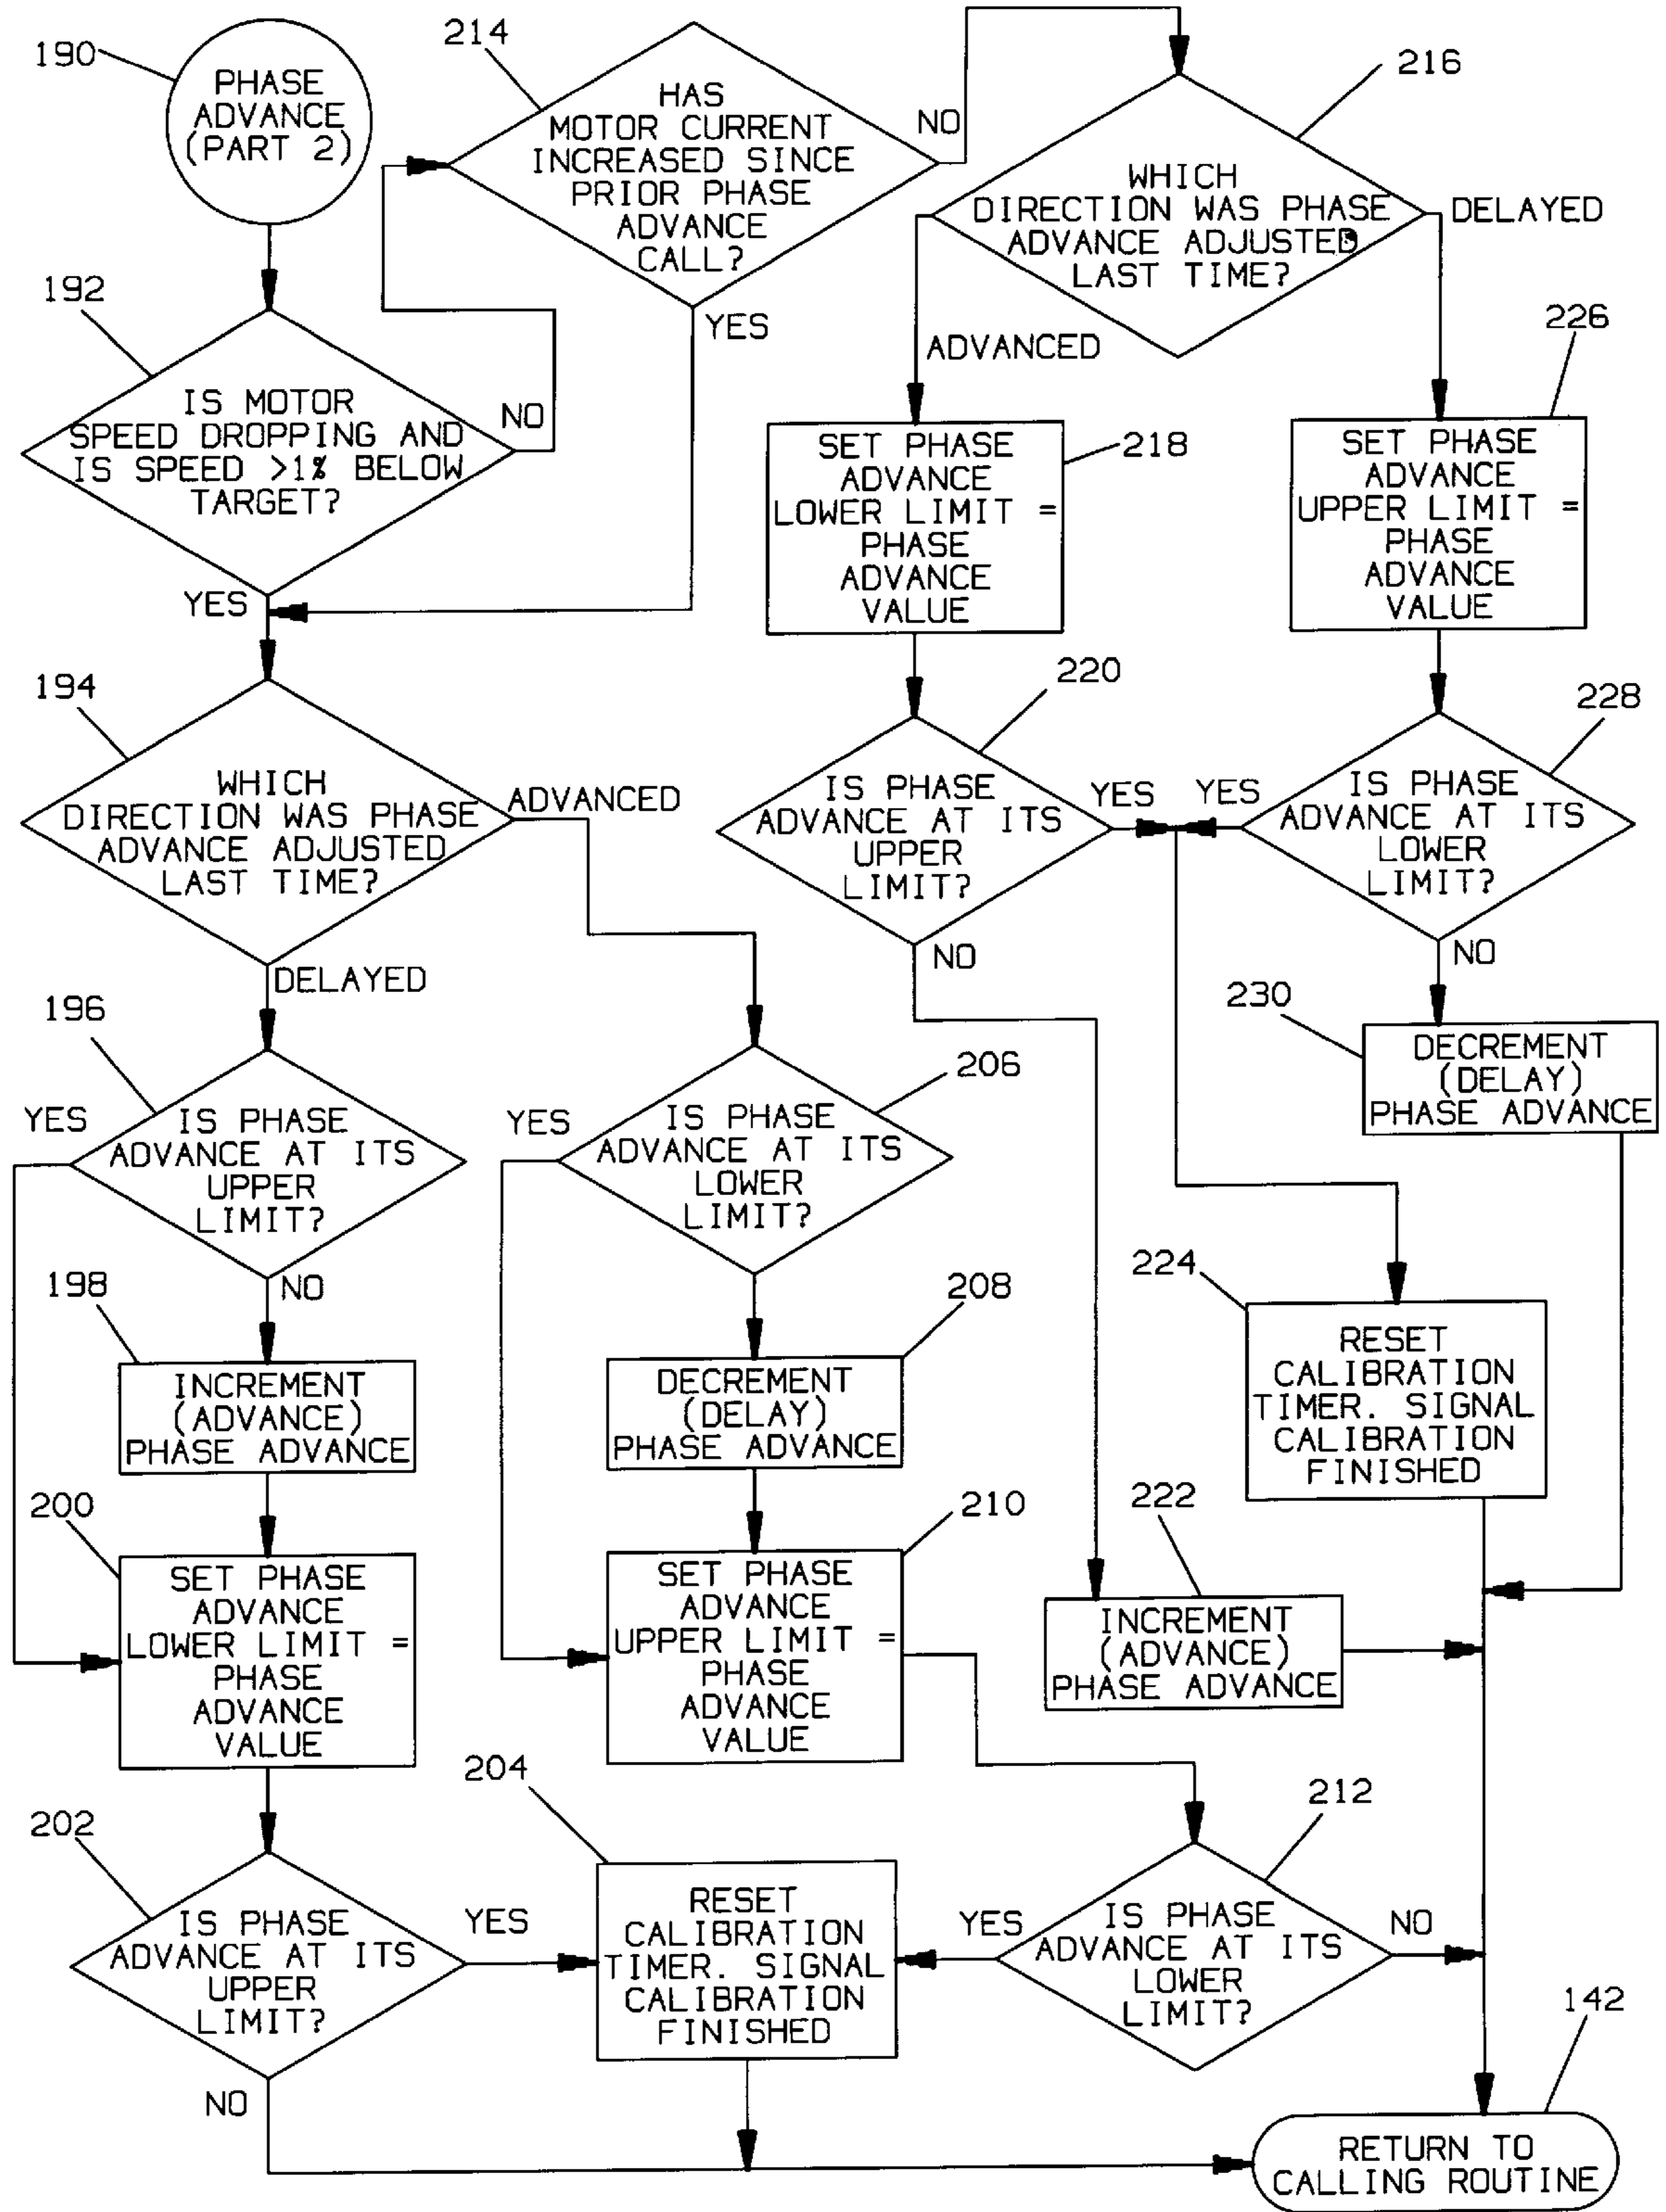 190
PHASE
ADVANCE
(PART 2)
214
HAS
MOTOR CURRENT
INCREASED SINCE
PRIOR PHASE
ADVANCE
CALL?
NO
YES
216
WHICH
DIRECTION WAS PHASE
ADVANCE ADJUSTED
LAST TIME?
DELAYED
ADVANCED
192
IS MOTOR
SPEED DROPPING AND
IS SPEED >1% BELOW
TARGET?
NO
YES
218
SET PHASE
ADVANCE
LOWER LIMIT =
PHASE
ADVANCE
VALUE
226
SET PHASE
ADVANCE
UPPER LIMIT =
PHASE
ADVANCE
VALUE
194
WHICH
DIRECTION WAS PHASE
ADVANCE ADJUSTED
LAST TIME?
ADVANCED
DELAYED
220
IS PHASE
ADVANCE AT ITS
UPPER
LIMIT?
YES
NO
228
YES
IS PHASE
ADVANCE AT ITS
LOWER
LIMIT?
NO
230
DECREMENT
(DELAY)
PHASE ADVANCE
196
YES
IS PHASE
ADVANCE AT ITS
UPPER
LIMIT?
NO
206
YES
IS PHASE
ADVANCE AT ITS
LOWER
LIMIT?
198
INCREMENT
(ADVANCE)
PHASE ADVANCE
208
DECREMENT
(DELAY)
PHASE ADVANCE
224
RESET
CALIBRATION
TIMER. SIGNAL
CALIBRATION
FINISHED
200
SET PHASE
ADVANCE
LOWER LIMIT =
PHASE
ADVANCE
VALUE
210
SET PHASE
ADVANCE
UPPER LIMIT =
PHASE
ADVANCE
VALUE
222
INCREMENT
(ADVANCE)
PHASE ADVANCE
202
IS PHASE
ADVANCE AT ITS
UPPER
LIMIT?
YES
NO
204
RESET
CALIBRATION
TIMER. SIGNAL
CALIBRATION
FINISHED
212
YES
IS PHASE
ADVANCE AT ITS
LOWER
LIMIT?
NO
142
RETURN TO
CALLING ROUTINE